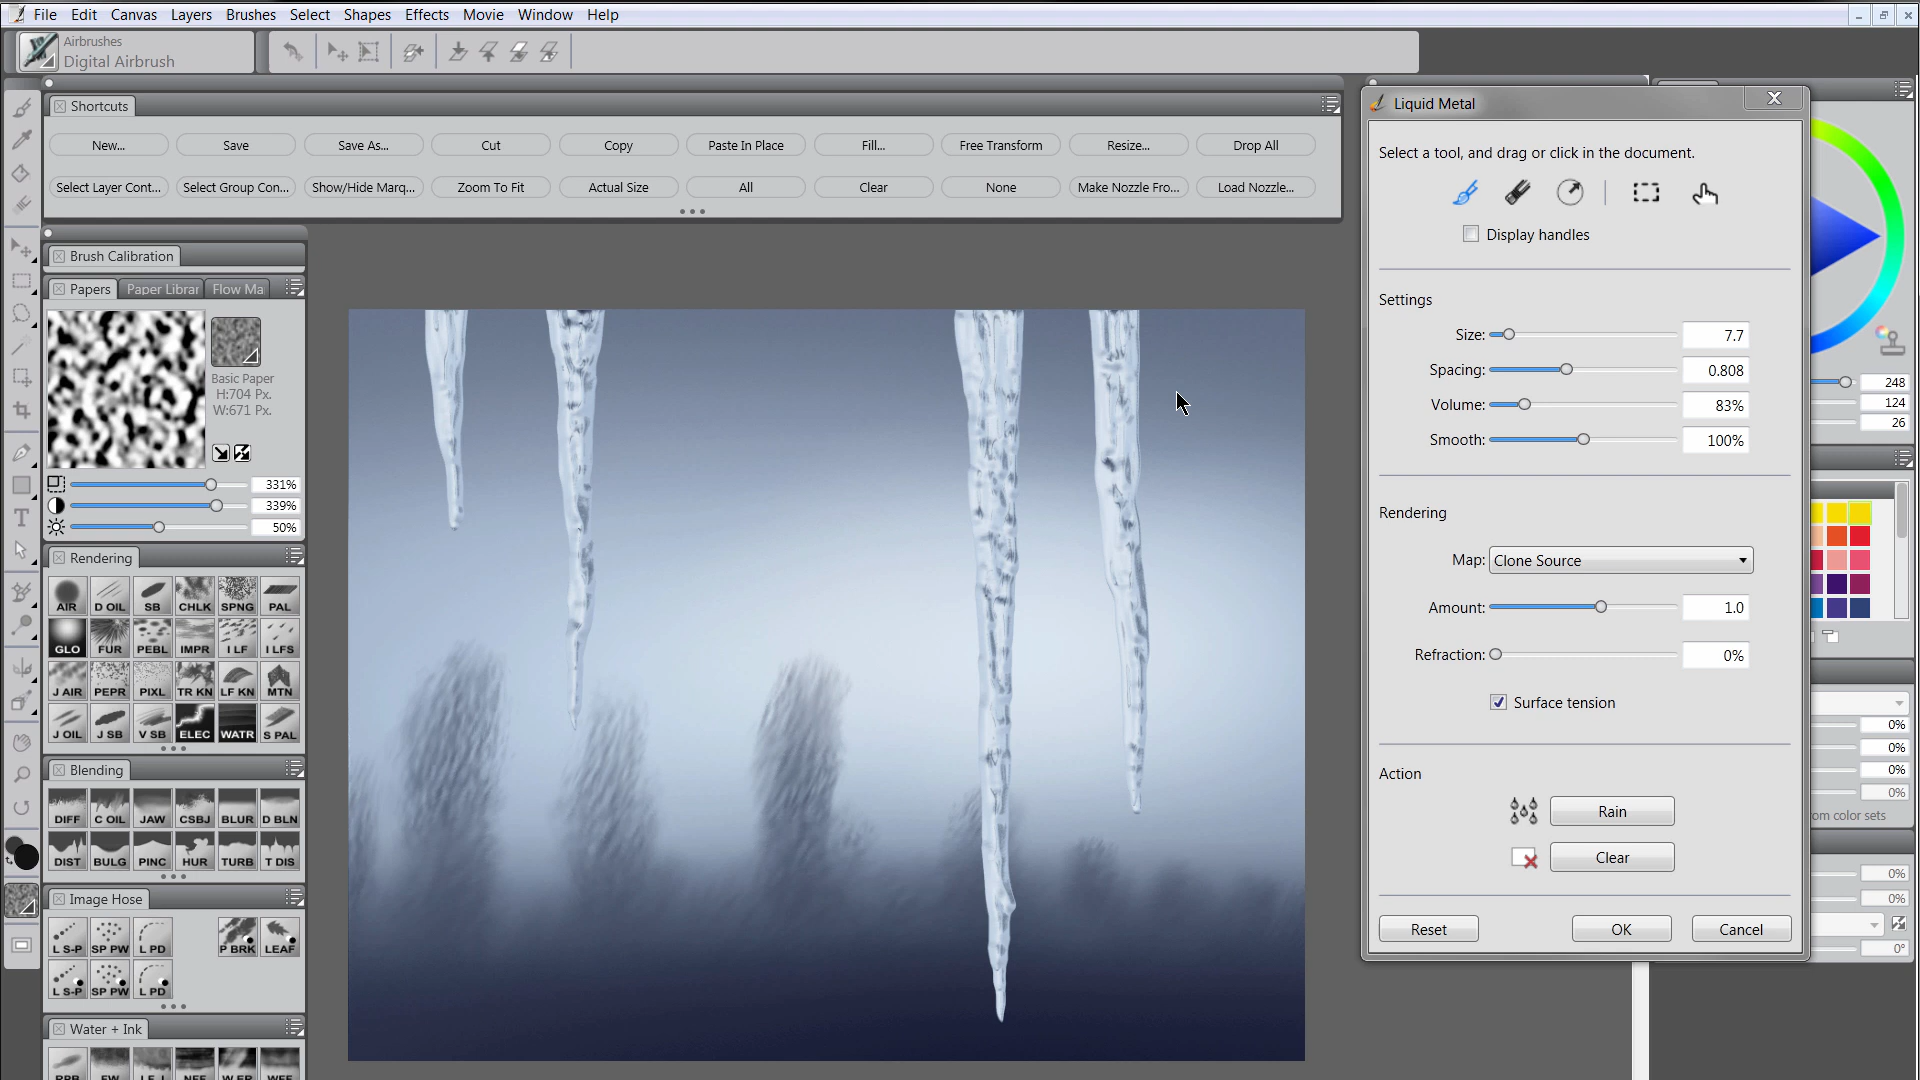 File Edit Canvas Layers Brushes Select Shapes Effects Movie Window Help
Airbrushes
Digital Airbrush
Shortcuts
New... Save Save As... Cut Copy Paste In Place Fill... Free Transform Resize... Drop All
Select Layer Cont... Select Group Con... Show/Hide Marq... Zoom To Fit Actual Size All Clear None Make Nozzle Fro... Load Nozzle...
Brush Calibration
Papers Paper Librar Flow Ma
Basic Paper
H:704 Px.
W:671 Px.
331%
339%
50%
Rendering
AIR D OIL SB CHLK SPNG PAL
GLO FUR PEBL IMPR I LF I LFS
J AIR PEPR PIXL TR KN LF KN MTN
J OIL J SB V SB ELEC WATR S PAL
Blending
DIFF C OIL JAW CSBJ BLUR D BLN
DIST BULG PINC HUR TURB T DIS
Image Hose
L S-P SP PW L PD P BRK LEAF
L S-P SP PW L PD
Water + Ink
Liquid Metal
Select a tool, and drag or click in the document.
Display handles
Settings
Size: 7.7
Spacing: 0.808
Volume: 83%
Smooth: 100%
Rendering
Map: Clone Source
Amount: 1.0
Refraction: 0%
Surface tension
Action
Rain
Clear
Reset OK Cancel
248
124
26
0%
0%
0%
0%
om color sets
0%
0%
0°